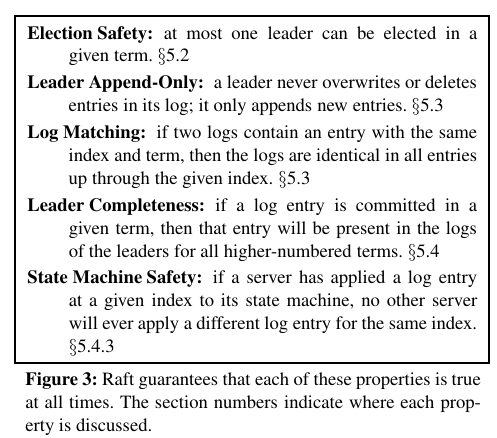 Election Safety: at most one leader can be elected in a
given term. §5.2
Leader Append-Only: a leader never overwrites or deletes
entries in its log; it only appends new entries. §5.3
Log Matching: if two logs contain an entry with the same
index and term, then the logs are identical in all entries
up through the given index. §5.3
Leader Completeness: if a log entry is committed in a
given term, then that entry will be present in the logs
of the leaders for all higher-numbered terms. §5.4
State Machine Safety: if a server has applied a log entry
at a given index to its state machine, no other server
will ever apply a different log entry for the same index.
§5.4.3
Figure 3: Raft guarantees that each of these properties is true
at all times. The section numbers indicate where each prop-
erty is discussed.